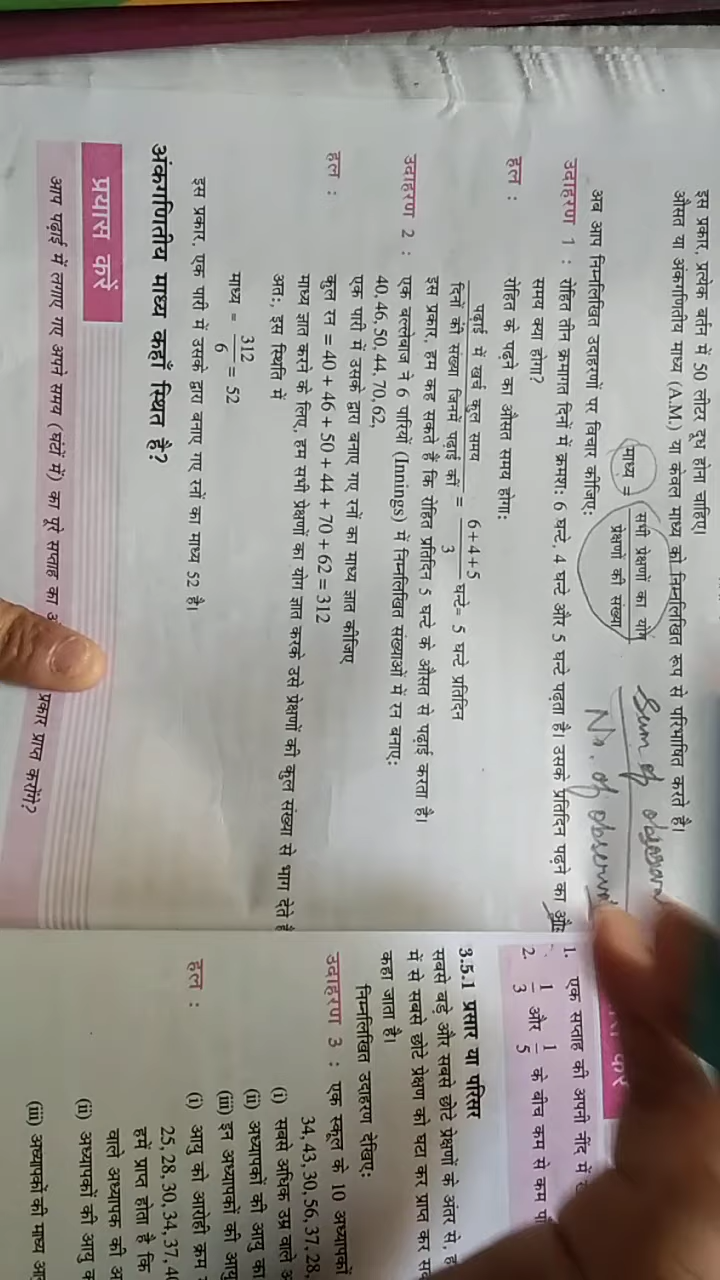 इस प्रकार, प्रत्येक बर्तन में 50 लीटर दूध होना चाहिए।
औसत या अंकगणितीय माध्य (A.M.) या केवल माध्य को निम्नलिखित रूप से परिभाषित करते हैं।
माध्य = सभी प्रेक्षणों का योग / प्रेक्षणों की संख्या
Sum of
No. of
अब आप निम्नलिखित उदाहरणों पर विचार कीजिए:
उदाहरण 1 : रोहित तीन क्रमागत दिनों में क्रमश: 6 घन्टे, 4 घन्टे और 5 घन्टे पढ़ता है। उसके प्रतिदिन पढ़ने का
समय क्या होगा?
हल : रोहित के पढ़ने का औसत समय होगा:
पढ़ाई में खर्च कुल समय / दिनों की संख्या जिनमें पढ़ाई की = 6 + 4 + 5 / 3 घन्टे= 5 घन्टे प्रतिदिन
इस प्रकार, हम कह सकते हैं कि रोहित प्रतिदिन 5 घन्टे के औसत से पढ़ाई करता है।
उदाहरण 2 : एक बल्लेबाज ने 6 पारियों (Innings) में निम्नलिखित संख्याओं में रन बनाए:
40, 46, 50, 44, 70, 62,
एक पारी में उसके द्वारा बनाए गए रनों का माध्य ज्ञात कीजिए
हल : कुल रन = 40 + 46 + 50 + 44 + 70 + 62 = 312
माध्य ज्ञात करने के लिए, हम सभी प्रेक्षणों का योग ज्ञात करके उसे प्रेक्षणों की कुल संख्या से भाग देते
अत:, इस स्थिति में
माध्य = 312 / 6 = 52
इस प्रकार, एक पारी में उसके द्वारा बनाए गए रनों का माध्य 52 है।
अंकगणितीय माध्य कहाँ स्थित है?
प्रयास करें
आप पढ़ाई में लगाए गए अपने समय (घंटों में) का पूरे सप्ताह का
प्रकार प्राप्त करोगे?
1. एक सप्ताह की अपनी नींद में
2. 1/3 और 1/5 के बीच कम से कम
3.5.1 प्रसार या परिसर
सबसे बड़े और सबसे छोटे प्रेक्षणों के अंतर से,
में से सबसे छोटे प्रेक्षण को घटा कर प्राप्त कर
कहा जाता है।
निम्नलिखित उदाहरण देखिए:
उदाहरण 3 : एक स्कूल के 10 अध्यापकों
34, 43, 30, 56, 37, 28,
(i) सबसे अधिक उम्र वाले
(ii) अध्यापकों की आयु का
(iii) इन अध्यापकों की
हल : (i) आयु को आरोही क्रम
25, 28, 30, 34, 37,
हमें प्राप्त होता है कि
वाले अध्यापक की
(ii) अध्यापकों की आयु
(iii) अध्यापकों की माध्य